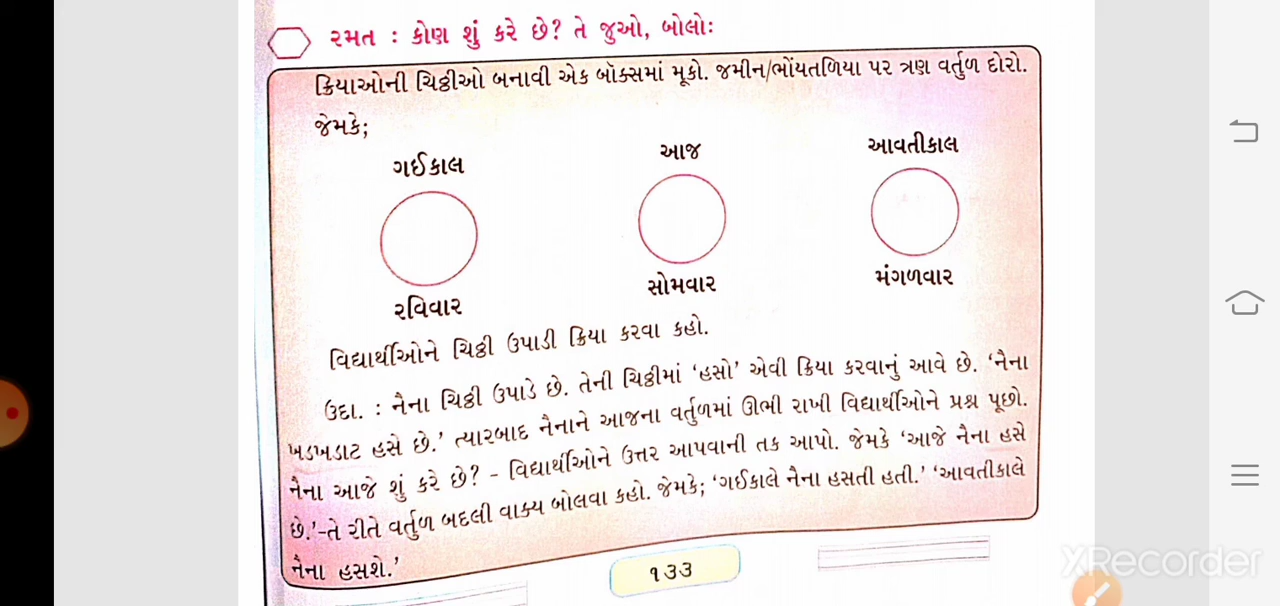 રમત : કોણ શું કરે છે? તે જુઓ, બોલોઃ
ક્રિયાઓની ચિઠ્ઠીઓ બનાવી એક બૉક્સમાં મૂકો. જમીન/ભોંયતળિયા પર ત્રણ વર્તુળ દોરો.
જેમકે;
ગઈકાલ આજ આવતીકાલ
રવિવાર સોમવાર મંગળવાર
વિદ્યાર્થીઓને ચિઠ્ઠી ઉપાડી ક્રિયા કરવા કહો.
ઉદા. : નૈના ચિઠ્ઠી ઉપાડે છે. તેની ચિઠ્ઠીમાં ‘હસો’ એવી ક્રિયા કરવાનું આવે છે. ‘નૈના
ખડખડાટ હસે છે.’ ત્યારબાદ નૈનાને આજના વર્તુળમાં ઊભી રાખી વિદ્યાર્થીઓને પ્રશ્ન પૂછો.
નૈના આજે શું કરે છે? - વિદ્યાર્થીઓને ઉત્તર આપવાની તક આપો. જેમકે ‘આજે નૈના હસે
છે.’-તે રીતે વર્તુળ બદલી વાક્ય બોલવા કહો. જેમકે; ‘ગઈકાલે નૈના હસતી હતી.’ ‘આવતીકાલે
નૈના હસશે.’
૧૩૩
XRecorder